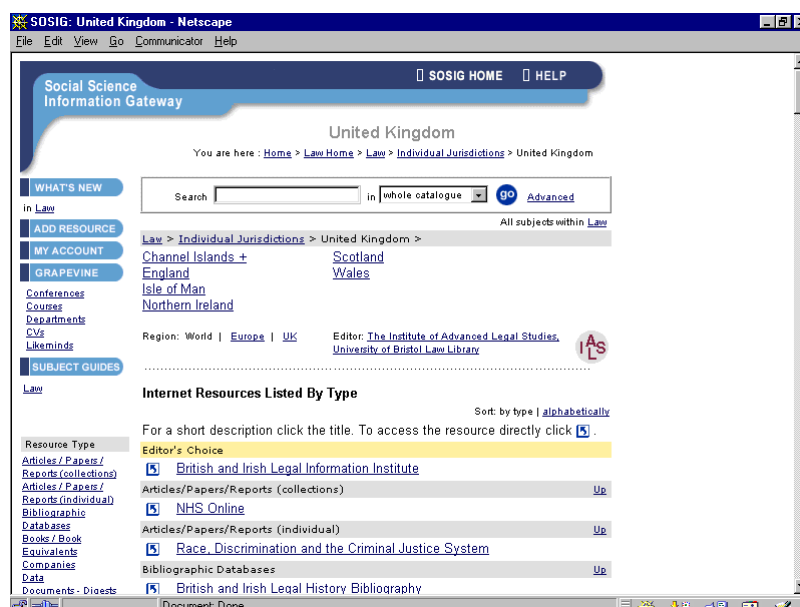 SOSIG: United Kingdom - Netscape
File Edit View Go Communicator Help
Social Science
Information Gateway
SOSIG HOME HELP
United Kingdom
You are here : Home > Law Home > Law > Individual Jurisdictions > United Kingdom
WHAT'S NEW
in Law
ADD RESOURCE
MY ACCOUNT
GRAPEVINE
Conferences
Courses
Departments
CVs
Likeminds
SUBJECT GUIDES
Law
Resource Type
Articles / Papers /
Reports (collections)
Articles / Papers /
Reports (individual)
Bibliographic
Databases
Books / Book
Equivalents
Companies
Data
Documents - Digests
Search in whole catalogue go Advanced
All subjects within Law
Law > Individual Jurisdictions > United Kingdom >
Channel Islands + Scotland
England Wales
Isle of Man
Northern Ireland
Region: World | Europe | UK Editor: The Institute of Advanced Legal Studies,
University of Bristol Law Library
IALS
Internet Resources Listed By Type
Sort: by type | alphabetically
For a short description click the title. To access the resource directly click .
Editor's Choice
British and Irish Legal Information Institute
Articles/Papers/Reports (collections) Up
NHS Online
Articles/Papers/Reports (individual) Up
Race, Discrimination and the Criminal Justice System
Bibliographic Databases Up
British and Irish Legal History Bibliography
Document: Done